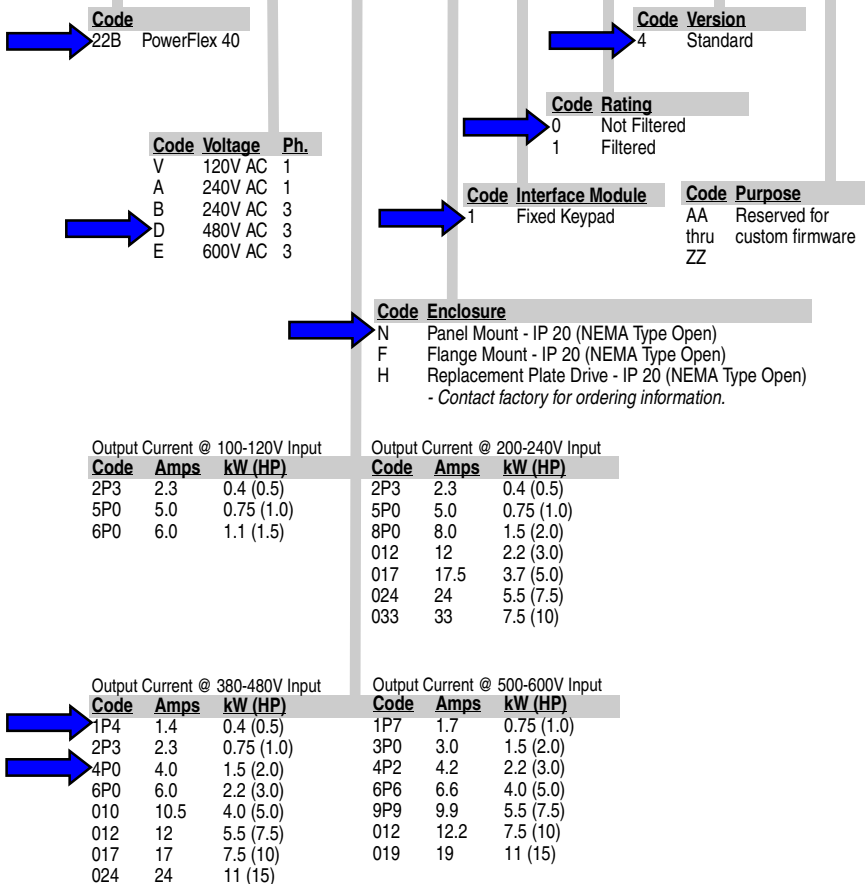 Code
22B PowerFlex 40
Code Version
4 Standard
Code Rating
0 Not Filtered
1 Filtered
Code Voltage Ph.
V 120V AC 1
A 240V AC 1
B 240V AC 3
D 480V AC 3
E 600V AC 3
Code Interface Module
1 Fixed Keypad
Code Purpose
AA Reserved for
thru custom firmware
ZZ
Code Enclosure
N Panel Mount - IP 20 (NEMA Type Open)
F Flange Mount - IP 20 (NEMA Type Open)
H Replacement Plate Drive - IP 20 (NEMA Type Open)
- Contact factory for ordering information.
Output Current @ 100-120V Input
Code Amps kW (HP)
2P3 2.3 0.4 (0.5)
5P0 5.0 0.75 (1.0)
6P0 6.0 1.1 (1.5)
Output Current @ 200-240V Input
Code Amps kW (HP)
2P3 2.3 0.4 (0.5)
5P0 5.0 0.75 (1.0)
8P0 8.0 1.5 (2.0)
012 12 2.2 (3.0)
017 17.5 3.7 (5.0)
024 24 5.5 (7.5)
033 33 7.5 (10)
Output Current @ 380-480V Input
Code Amps kW (HP)
1P4 1.4 0.4 (0.5)
2P3 2.3 0.75 (1.0)
4P0 4.0 1.5 (2.0)
6P0 6.0 2.2 (3.0)
010 10.5 4.0 (5.0)
012 12 5.5 (7.5)
017 17 7.5 (10)
024 24 11 (15)
Output Current @ 500-600V Input
Code Amps kW (HP)
1P7 1.7 0.75 (1.0)
3P0 3.0 1.5 (2.0)
4P2 4.2 2.2 (3.0)
6P6 6.6 4.0 (5.0)
9P9 9.9 5.5 (7.5)
012 12.2 7.5 (10)
019 19 11 (15)